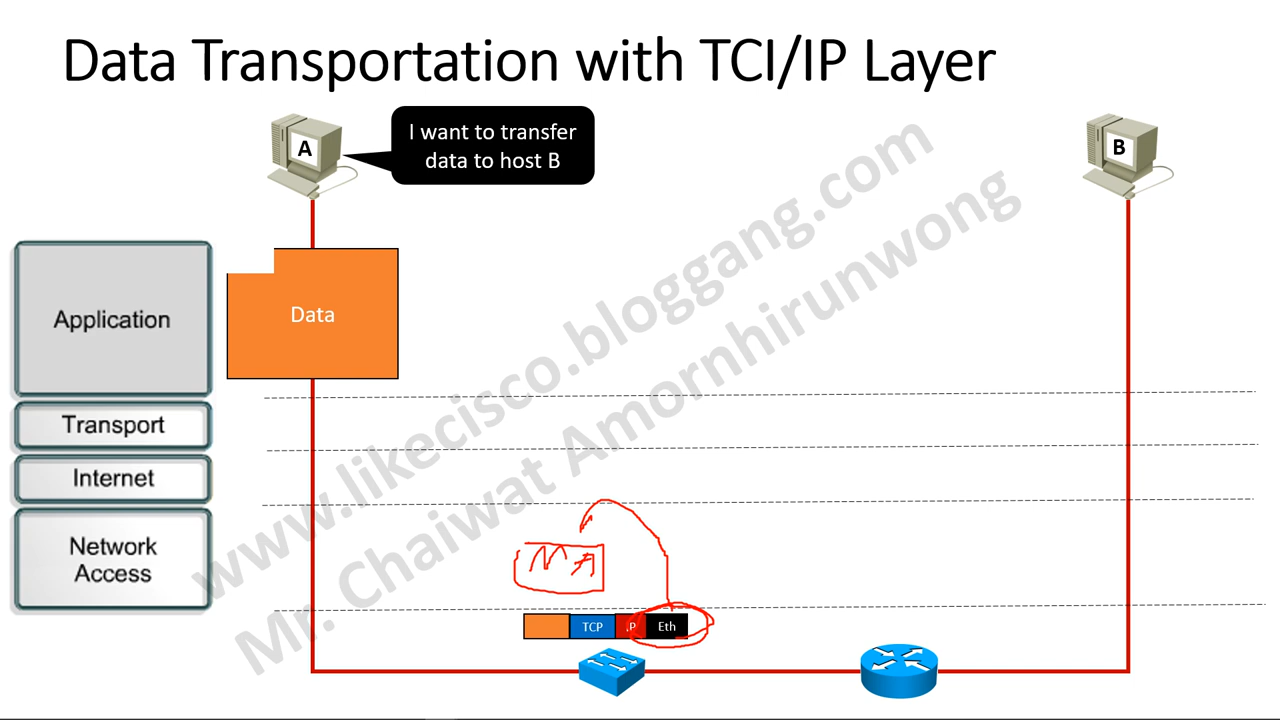 Data Transportation with TCI/IP Layer
A
I want to transfer
data to host B
B
Application
Data
Transport
Internet
Network
Access
MA
TCP
IP
Eth
www.likecisco.bloggang.com
Mr. Chaiwat Amornhirunwong